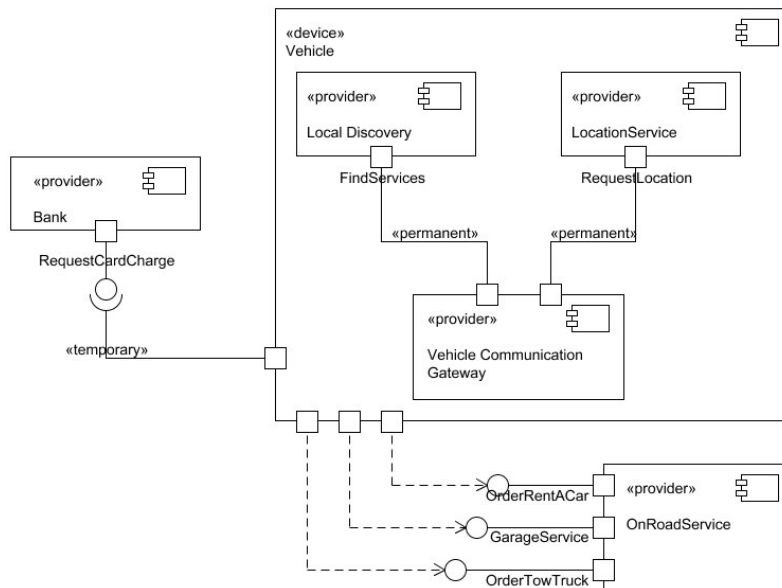 «device»
Vehicle
«provider»
Local Discovery
FindServices
«provider»
LocationService
RequestLocation
«provider»
Bank
RequestCardCharge
«temporary»
«permanent»
«permanent»
«provider»
Vehicle Communication
Gateway
OrderRentACar
GarageService
OrderTowTruck
«provider»
OnRoadService